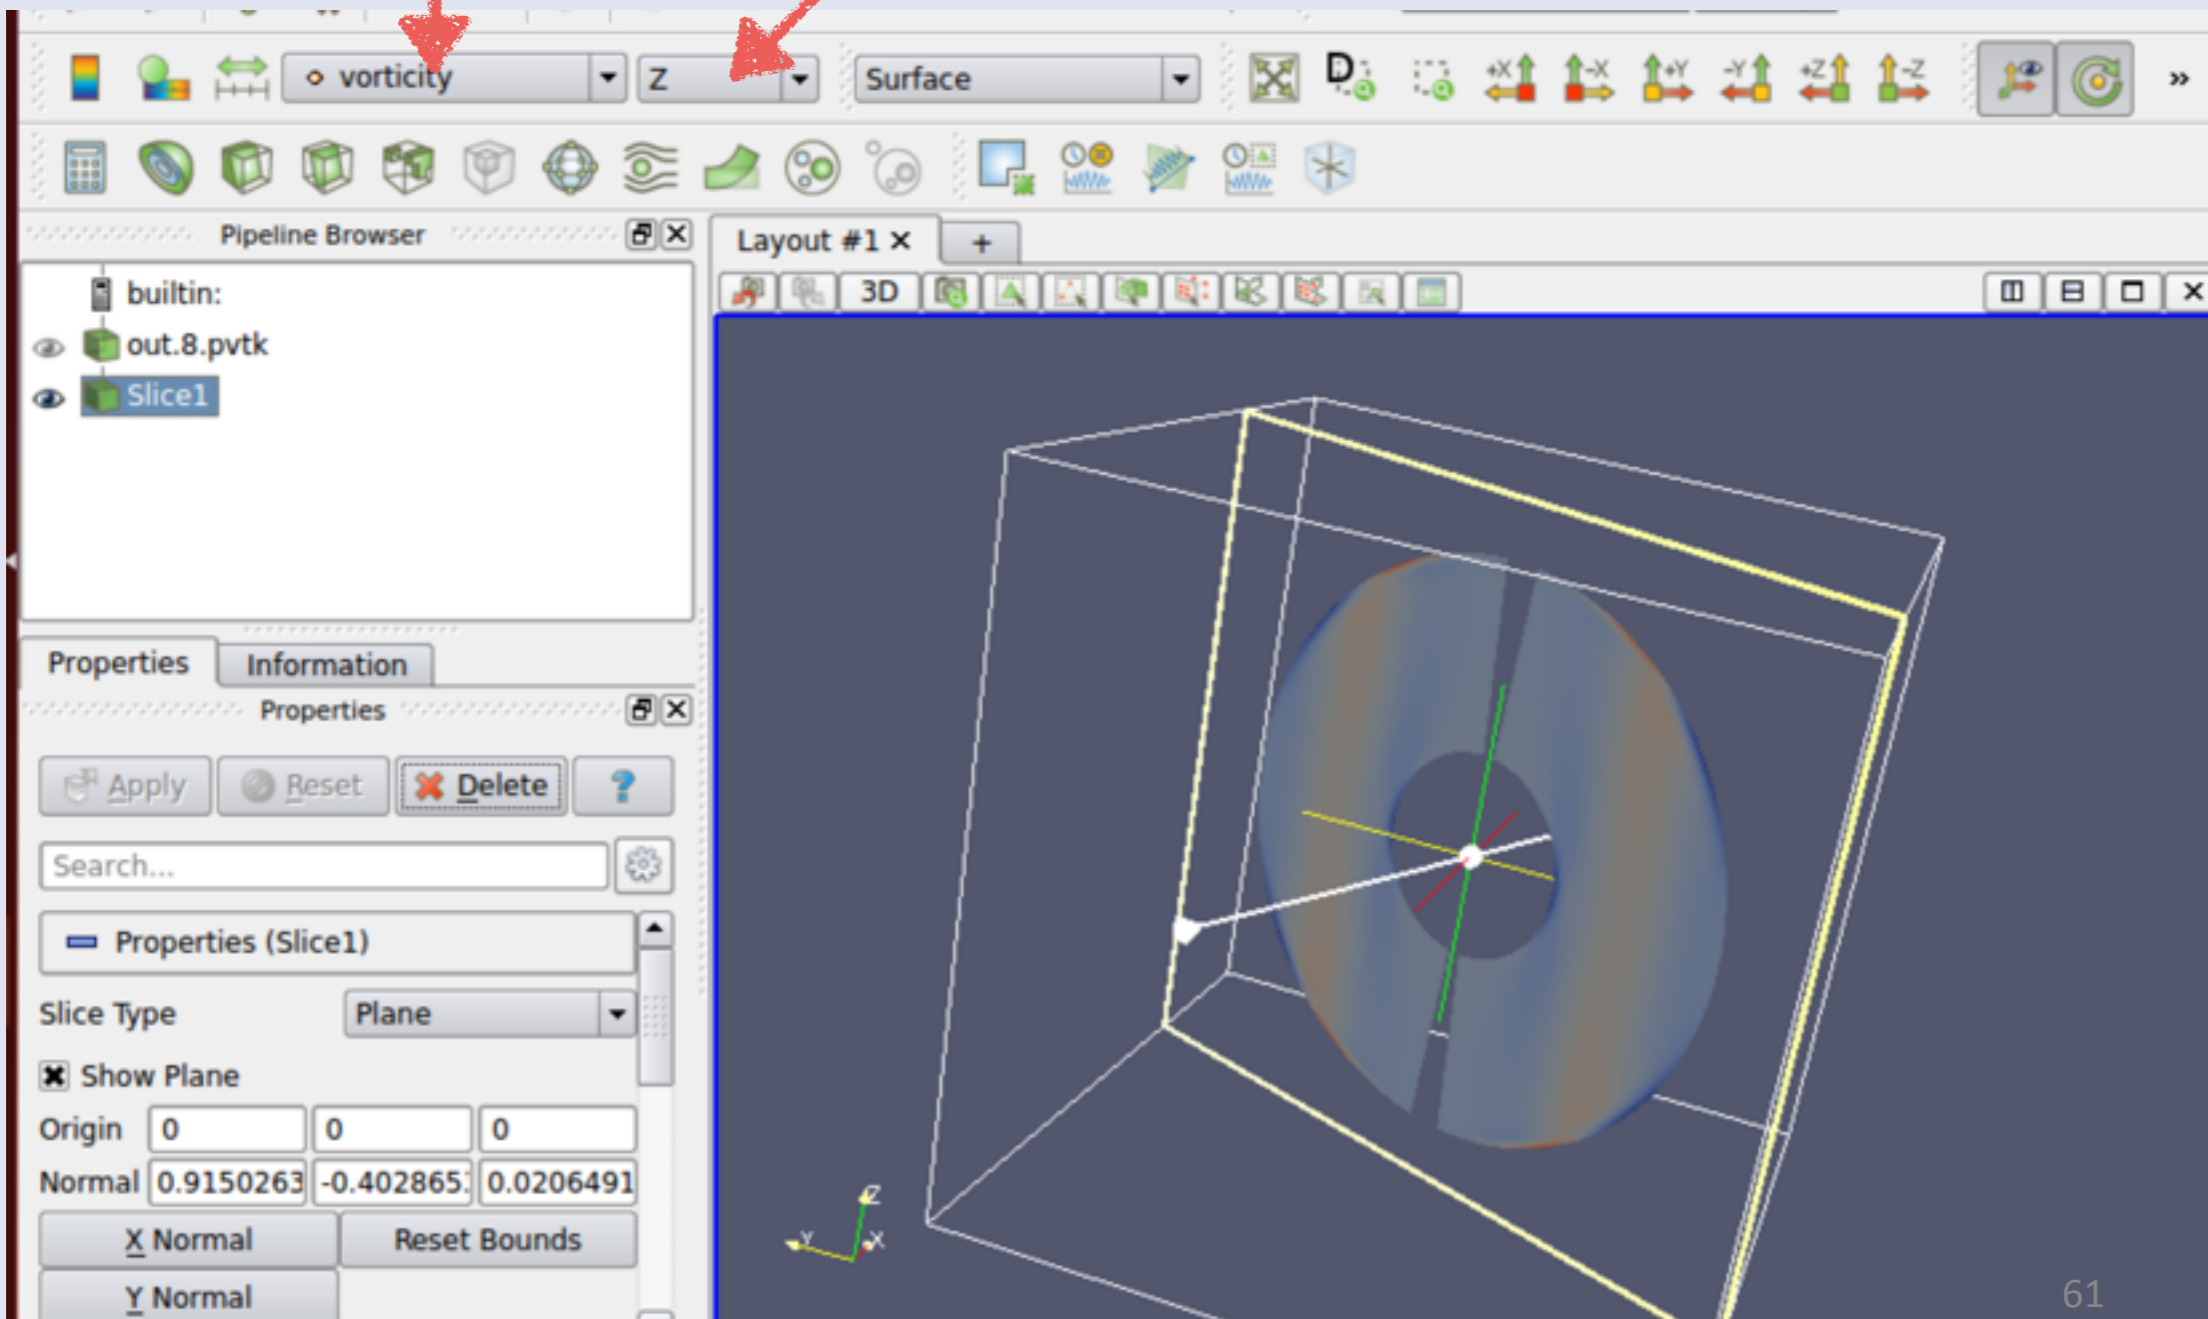 vorticity Z Surface D +X -X +Y -Y +Z -Z »
Pipeline Browser
Layout #1 +
builtin:
3D
out.8.pvtk
Slice1
Properties Information
Properties
Apply Reset Delete ?
Search...
Properties (Slice1)
Slice Type Plane
Show Plane
Origin 0 0 0
Normal 0.9150263 -0.402865 0.0206491
X Normal Reset Bounds
Y Normal
Z
Y X
61